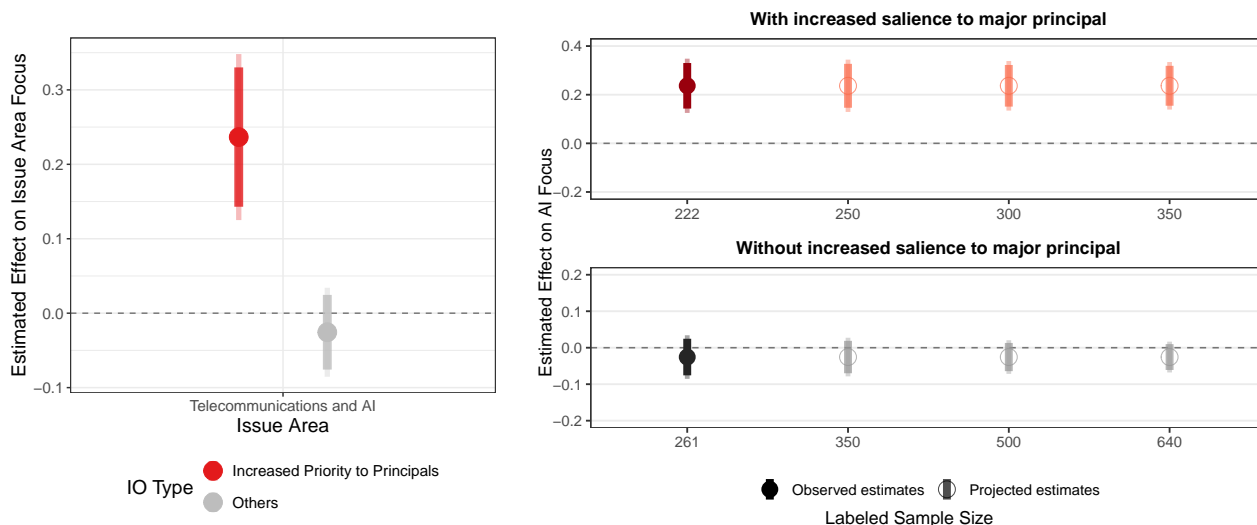 Estimated Effect on Issue Area Focus
0.3
0.2
0.1
0.0
−0.1
Telecommunications and AI
Issue Area
IO Type
Increased Priority to Principals
Others
Estimated Effect on AI Focus
With increased salience to major principal
0.4
0.2
0.0
−0.2
222 250 300 350
Without increased salience to major principal
0.2
0.1
0.0
−0.1
−0.2
261 350 500 640
Observed estimates Projected estimates
Labeled Sample Size